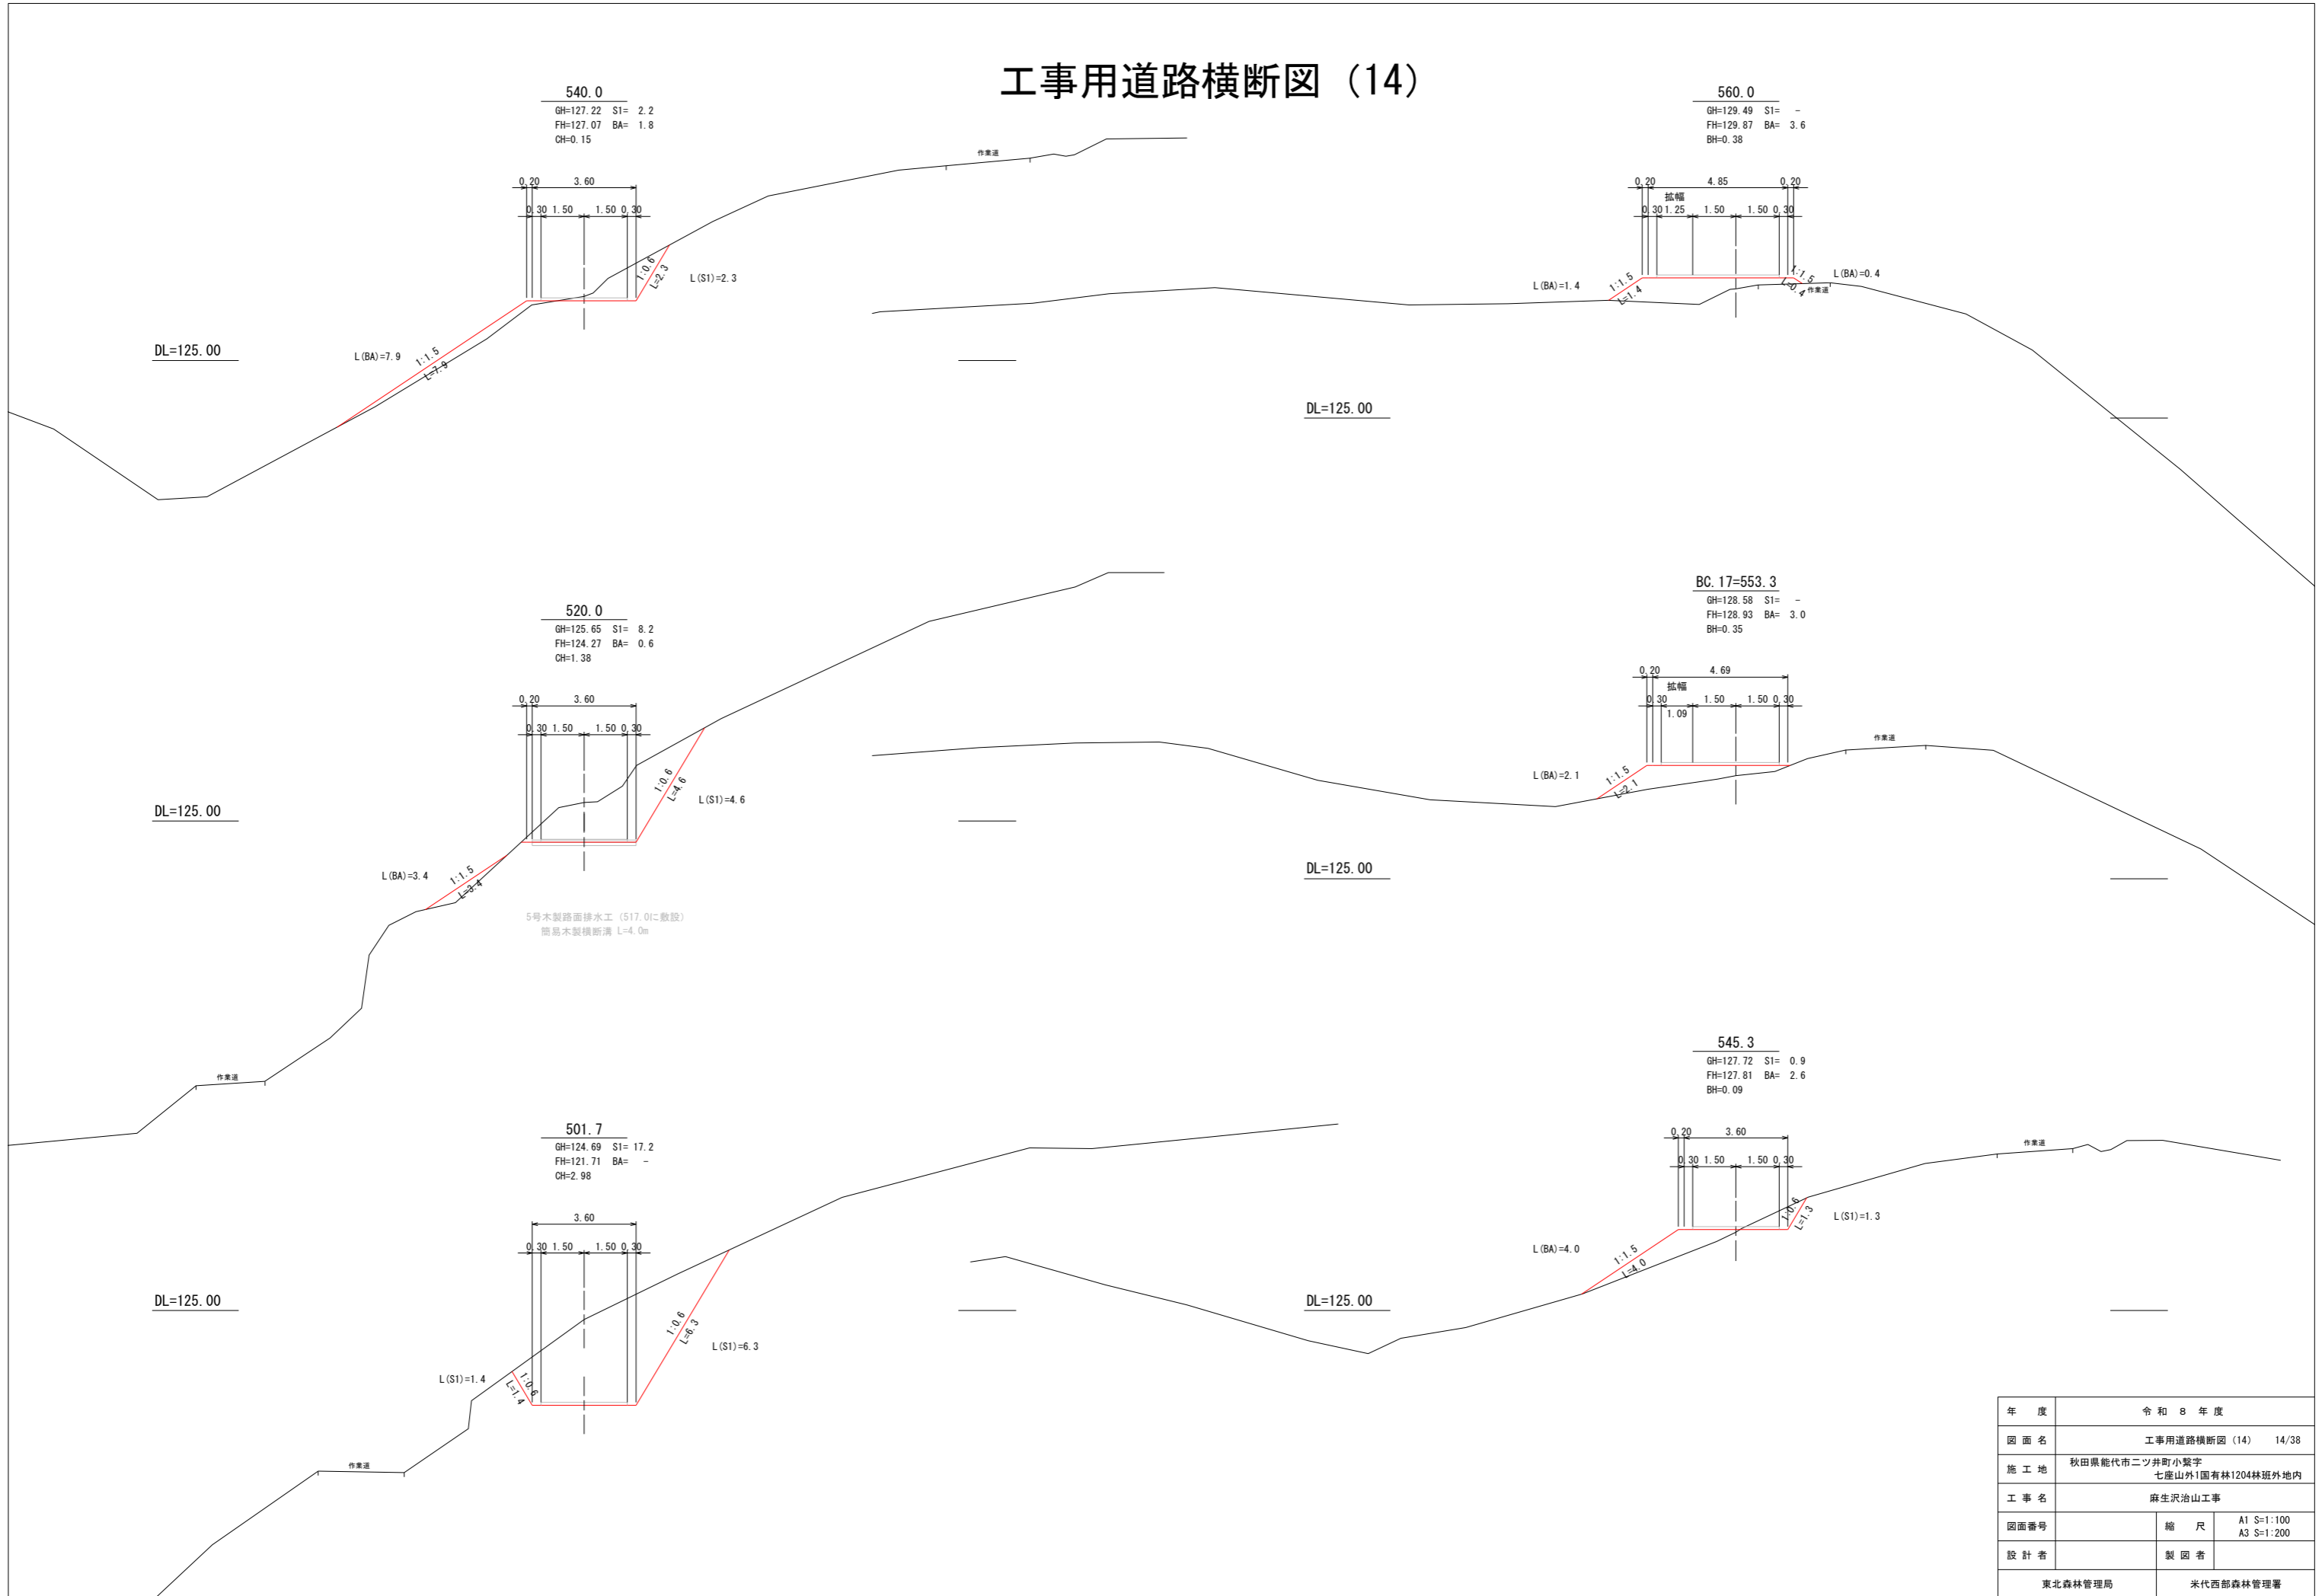 工事用道路横断図（14）
540.0
GH=127.22 S1= 2.2
FH=127.07 BA= 1.8
CH=0.15
0.20 3.60
0.30 1.50 1.50 0.30
1:0.6
L=2.3
L(S1)=2.3
L(BA)=7.9
1:1.5
L=7.9
DL=125.00
作業道
560.0
GH=129.49 S1= -
FH=129.87 BA= 3.6
BH=0.38
0.20 4.85 0.20
拡幅
0.30 1.25 1.50 1.50 0.30
L(BA)=1.4
1:1.5
L=1.4
1:1.5
L=0.4
L(BA)=0.4
作業道
DL=125.00
520.0
GH=125.65 S1= 8.2
FH=124.27 BA= 0.6
CH=1.38
0.20 3.60
0.30 1.50 1.50 0.30
1:0.6
L=4.6
L(S1)=4.6
DL=125.00
L(BA)=3.4
1:1.5
L=3.4
5号木製路面排水工（517.0に敷設）
簡易木製横断溝 L=4.0m
作業道
BC.17=553.3
GH=128.58 S1= -
FH=128.93 BA= 3.0
BH=0.35
0.20 4.69
拡幅
0.30 1.50 1.50 0.30
1.09
作業道
L(BA)=2.1
1:1.5
L=2.1
DL=125.00
501.7
GH=124.69 S1= 17.2
FH=121.71 BA= -
CH=2.98
3.60
0.30 1.50 1.50 0.30
DL=125.00
1:0.6
L=6.3
L(S1)=6.3
L(S1)=1.4
1:0.6
L=1.4
作業道
545.3
GH=127.72 S1= 0.9
FH=127.81 BA= 2.6
BH=0.09
0.20 3.60
0.30 1.50 1.50 0.30
作業道
1:0.6
L=1.3
L(S1)=1.3
L(BA)=4.0
1:1.5
L=4.0
DL=125.00
年 度 令和 8 年度
図面名 工事用道路横断図（14） 14/38
施工地 秋田県能代市二ツ井町小繋字
七座山外1国有林1204林班外地内
工事名 麻生沢治山工事
図面番号 縮 尺 A1 S=1:100
A3 S=1:200
設計者 製図者
東北森林管理局 米代西部森林管理署